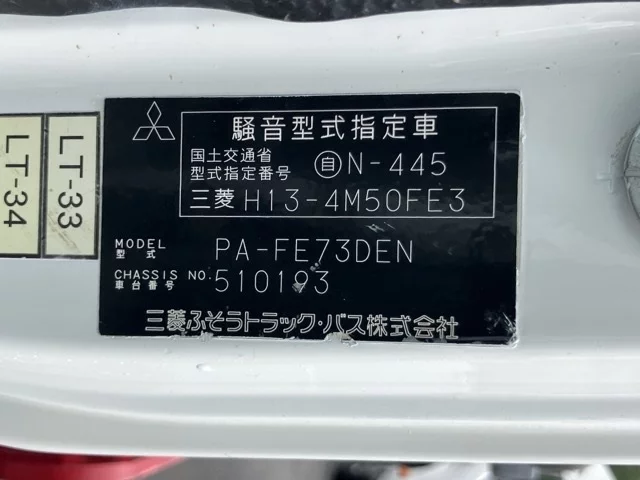 騒音型式指定車
国土交通省
型式指定番号 自N-445
三菱 H13-4M50FE3
MODEL PA-FE73DEN
型式
CHASSIS NO. 510193
車台番号
三菱ふそうトラック・バス株式会社
LT-33
LT-34